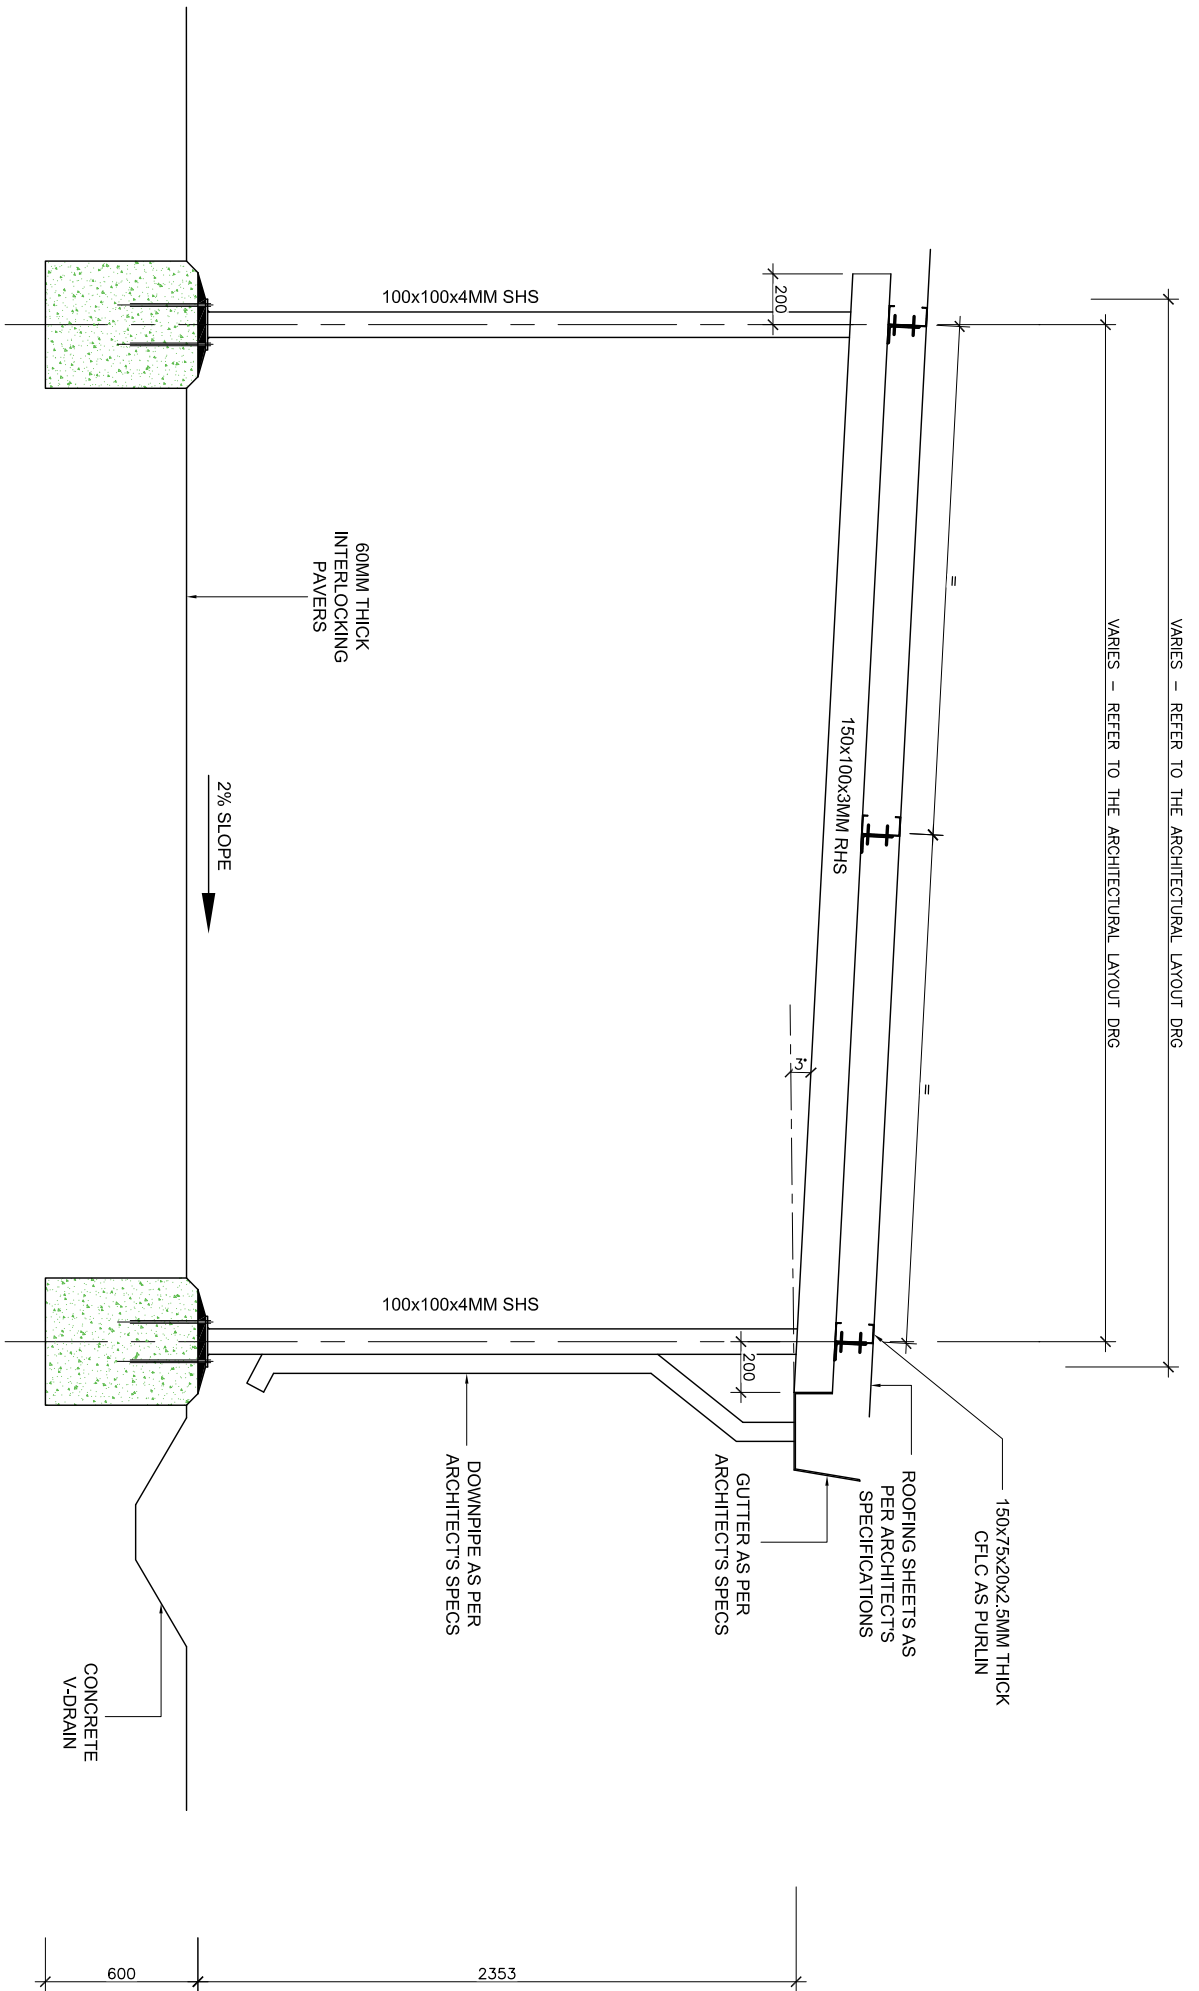 VARIES - REFER TO THE ARCHITECTURAL LAYOUT DRG
VARIES - REFER TO THE ARCHITECTURAL LAYOUT DRG
=
=
150x75x20x2.5MM THICK
CFLC AS PURLIN
ROOFING SHEETS AS
PER ARCHITECT'S
SPECIFICATIONS
150x100x3MM RHS
3°
200
200
GUTTER AS PER
ARCHITECT'S SPECS
100x100x4MM SHS
100x100x4MM SHS
DOWNPIPE AS PER
ARCHITECT'S SPECS
60MM THICK
INTERLOCKING
PAVERS
2% SLOPE
CONCRETE
V-DRAIN
2353
600